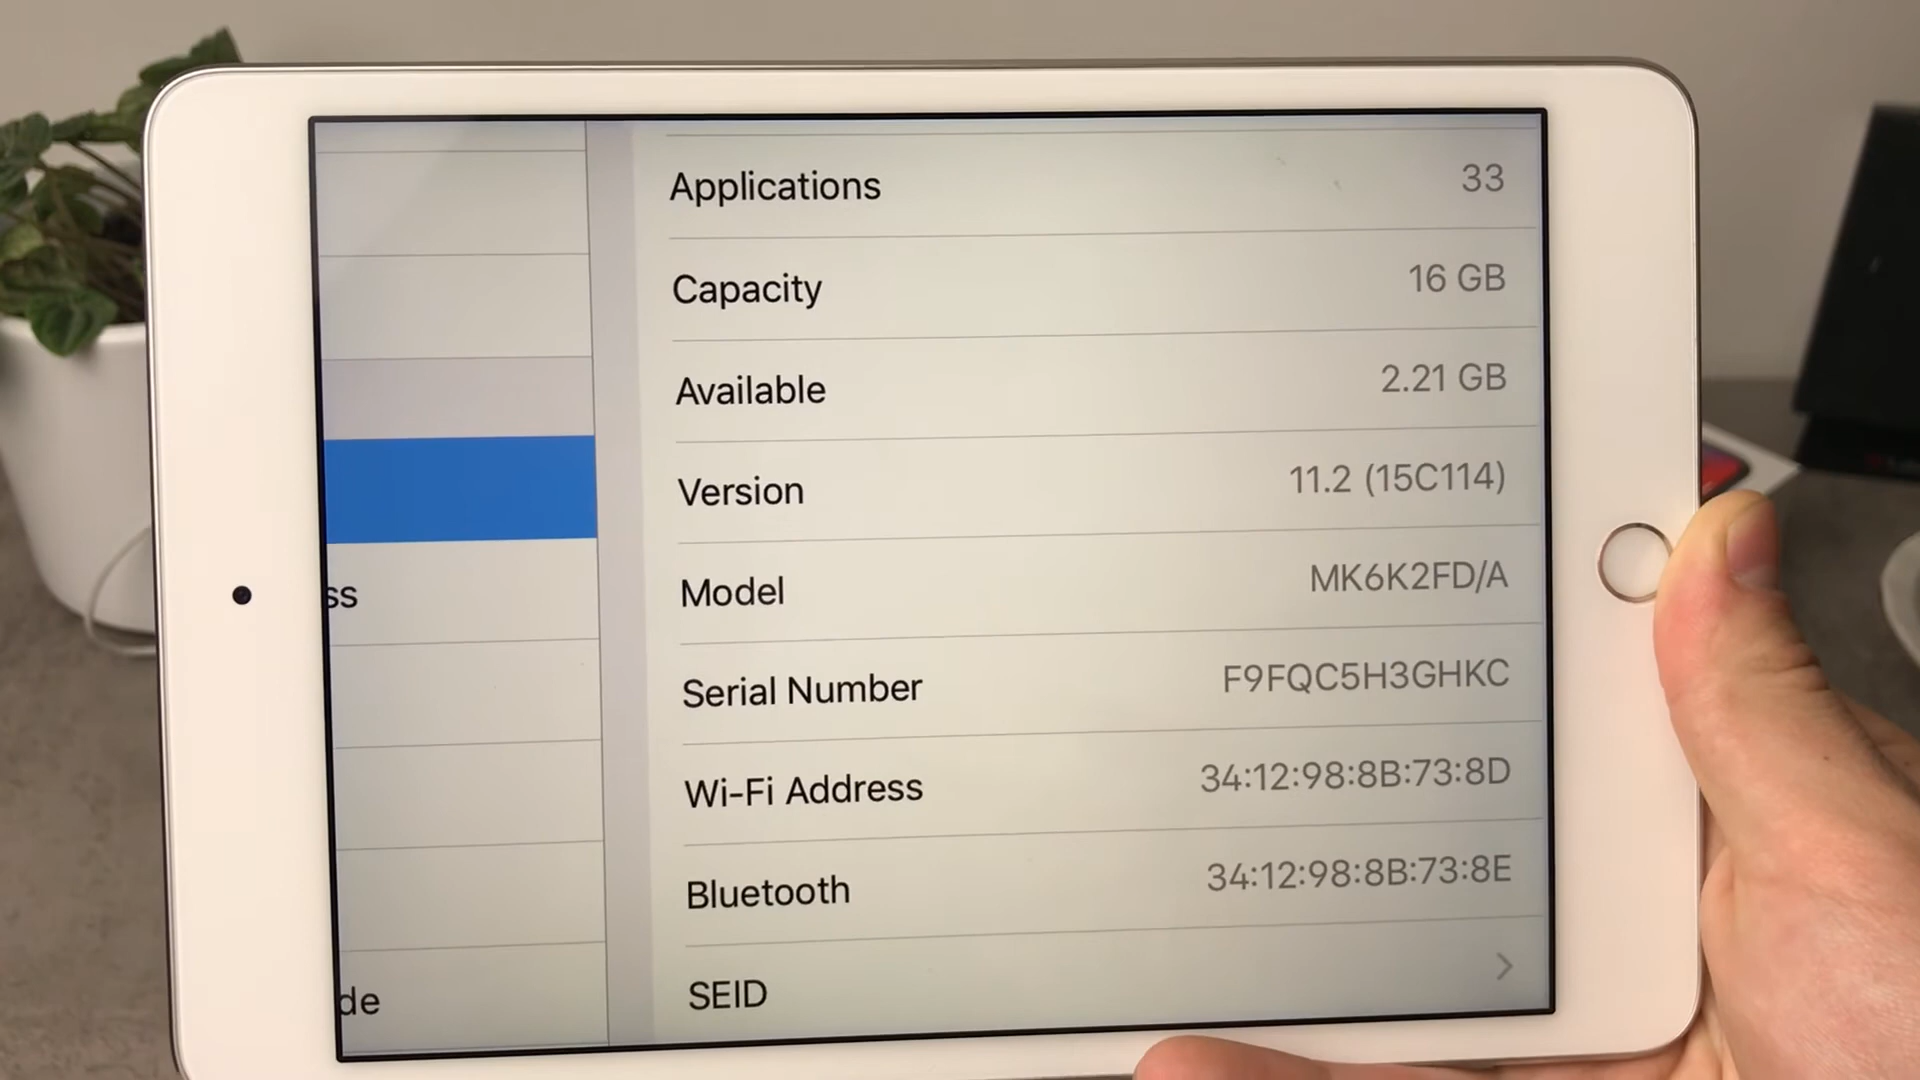 Applications 33
Capacity 16 GB
Available 2.21 GB
Version 11.2 (15C114)
Model MK6K2FD/A
ss
Serial Number F9FQC5H3GHKC
Wi-Fi Address 34:12:98:8B:73:8D
Bluetooth 34:12:98:8B:73:8E
SEID
de